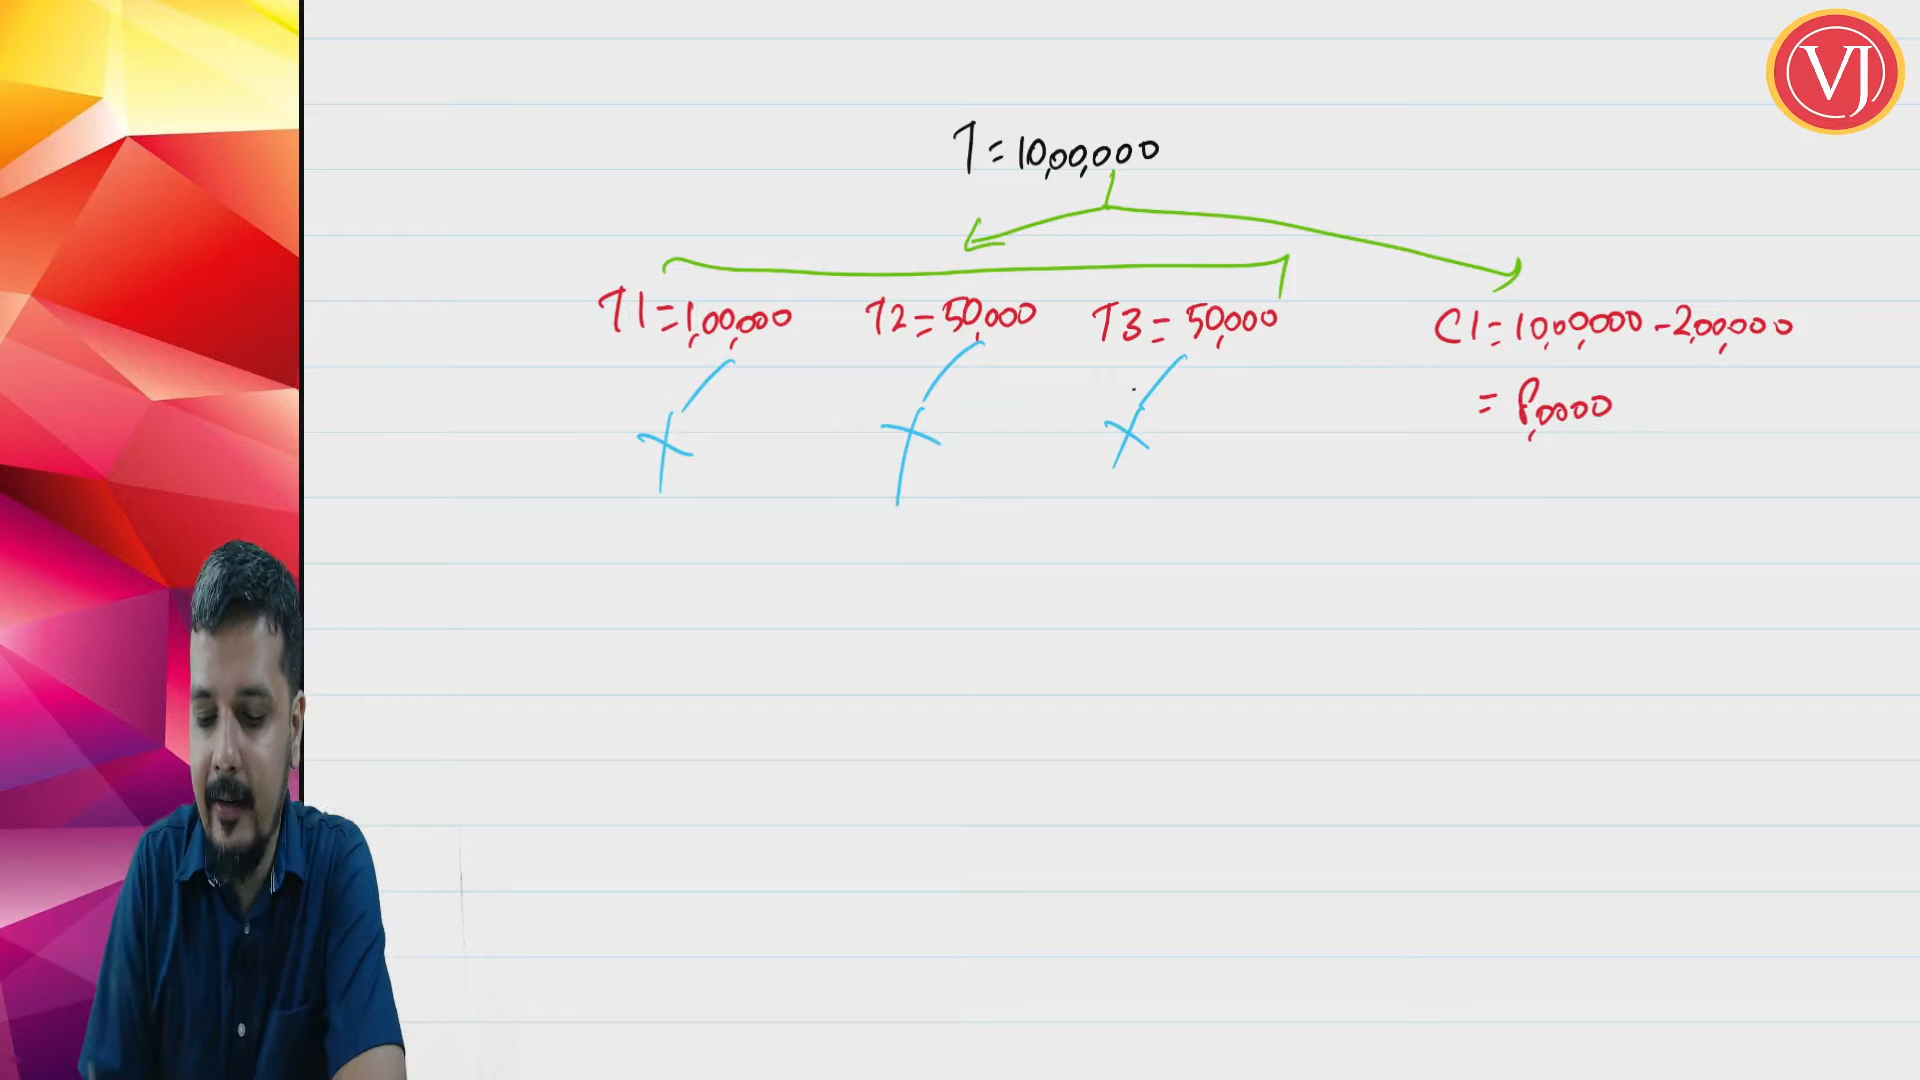 VJ
T = 10,00,000
T1 = 1,00,000 T2 = 50,000 T3 = 50,000 C1 = 10,00,000 - 2,00,000
= 8,0000